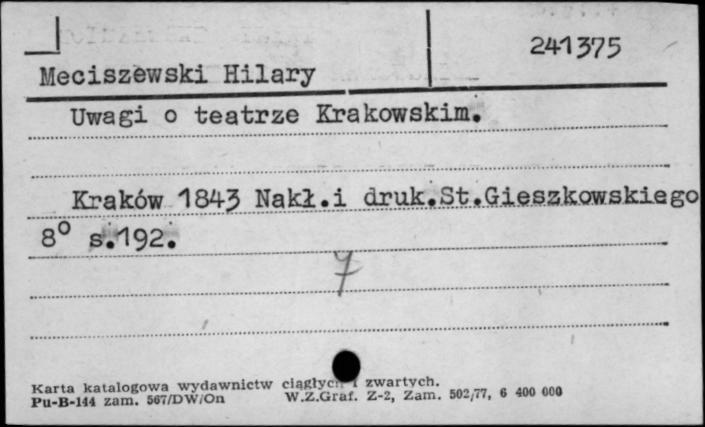 241375
Meciszewski Hilary
Uwagi o teatrze Krakowskim.
Kraków 1843 Nakł.i druk.St.Gieszkowskiego
8° s.192.
7
Karta katalogowa wydawnictw ciągłych i zwartych.
Pu-B-144 zam. 567/DW/On W.Z.Graf. Z-2, Zam. 502/77, 6 400 000